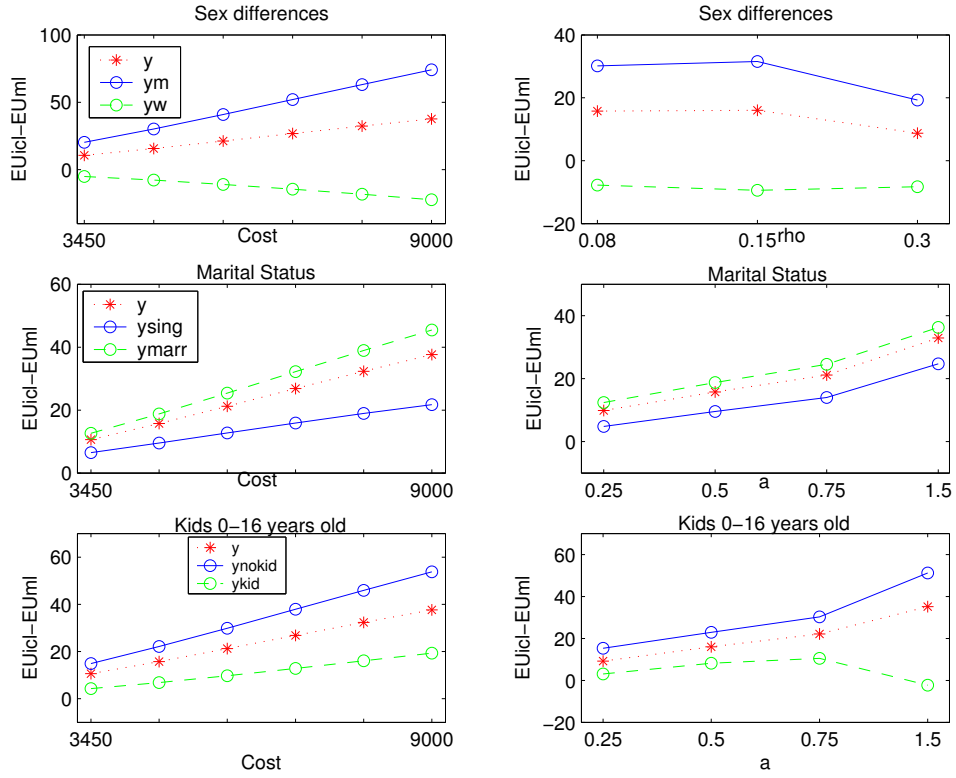 Sex differences
100
50
0
EUicl−EUml
y
ym
yw
3450
Cost
9000
Sex differences
40
20
0
−20
EUicl−EUml
0.08
0.15
rho
0.3
Marital Status
60
40
20
0
EUicl−EUml
y
ysing
ymarr
3450
Cost
9000
Marital Status
40
20
0
EUicl−EUml
0.25
0.5
0.75
1.5
a
Kids 0−16 years old
60
40
20
0
EUicl−EUml
y
ynokid
ykid
3450
9000
Cost
Kids 0−16 years old
60
40
20
0
−20
EUicl−EUml
0.25
0.5
0.75
1.5
a